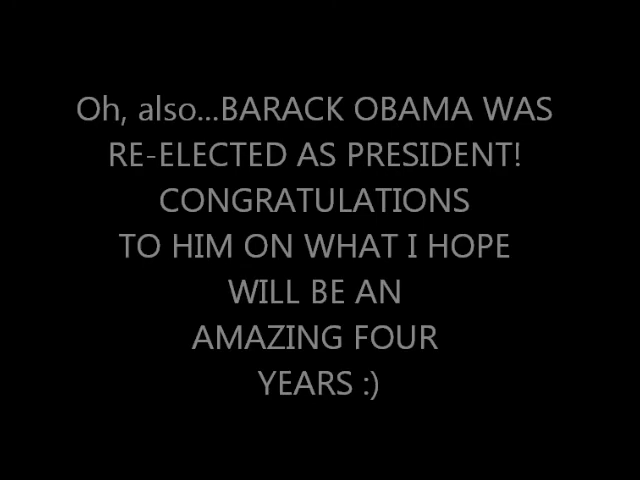 Oh, also...BARACK OBAMA WAS
RE-ELECTED AS PRESIDENT!
CONGRATULATIONS
TO HIM ON WHAT I HOPE
WILL BE AN
AMAZING FOUR
YEARS :)